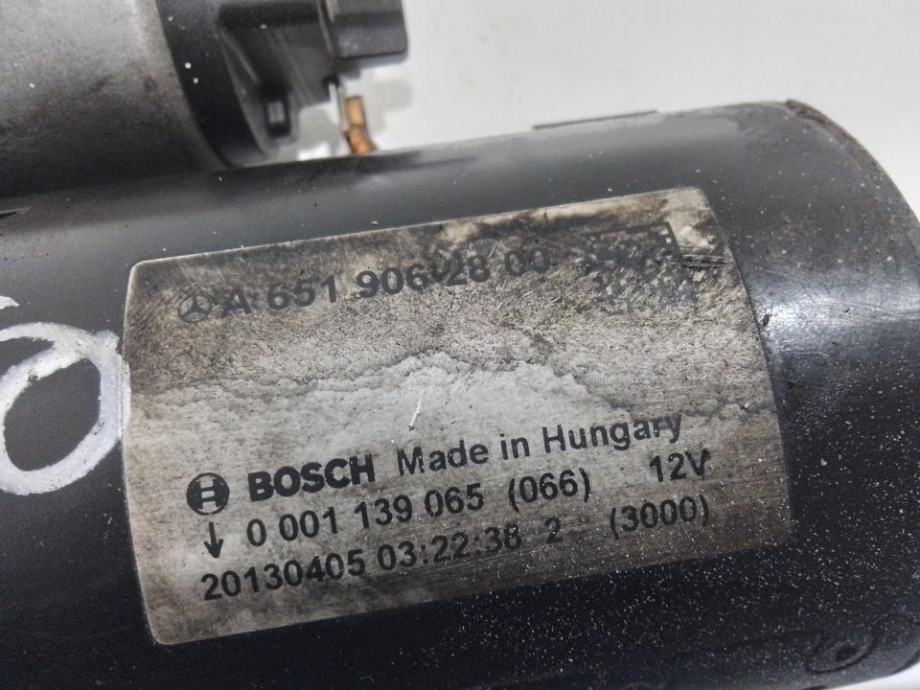 A 651 906 28 00
BOSCH Made in Hungary
0 001 139 065 (066) 12V
20130405 03:22:38 2 (3000)